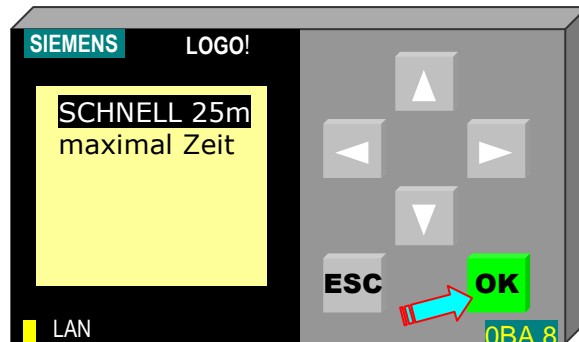 SIEMENS LOGO!
SCHNELL 25m
maximal Zeit
ESC OK
LAN
0BA 8